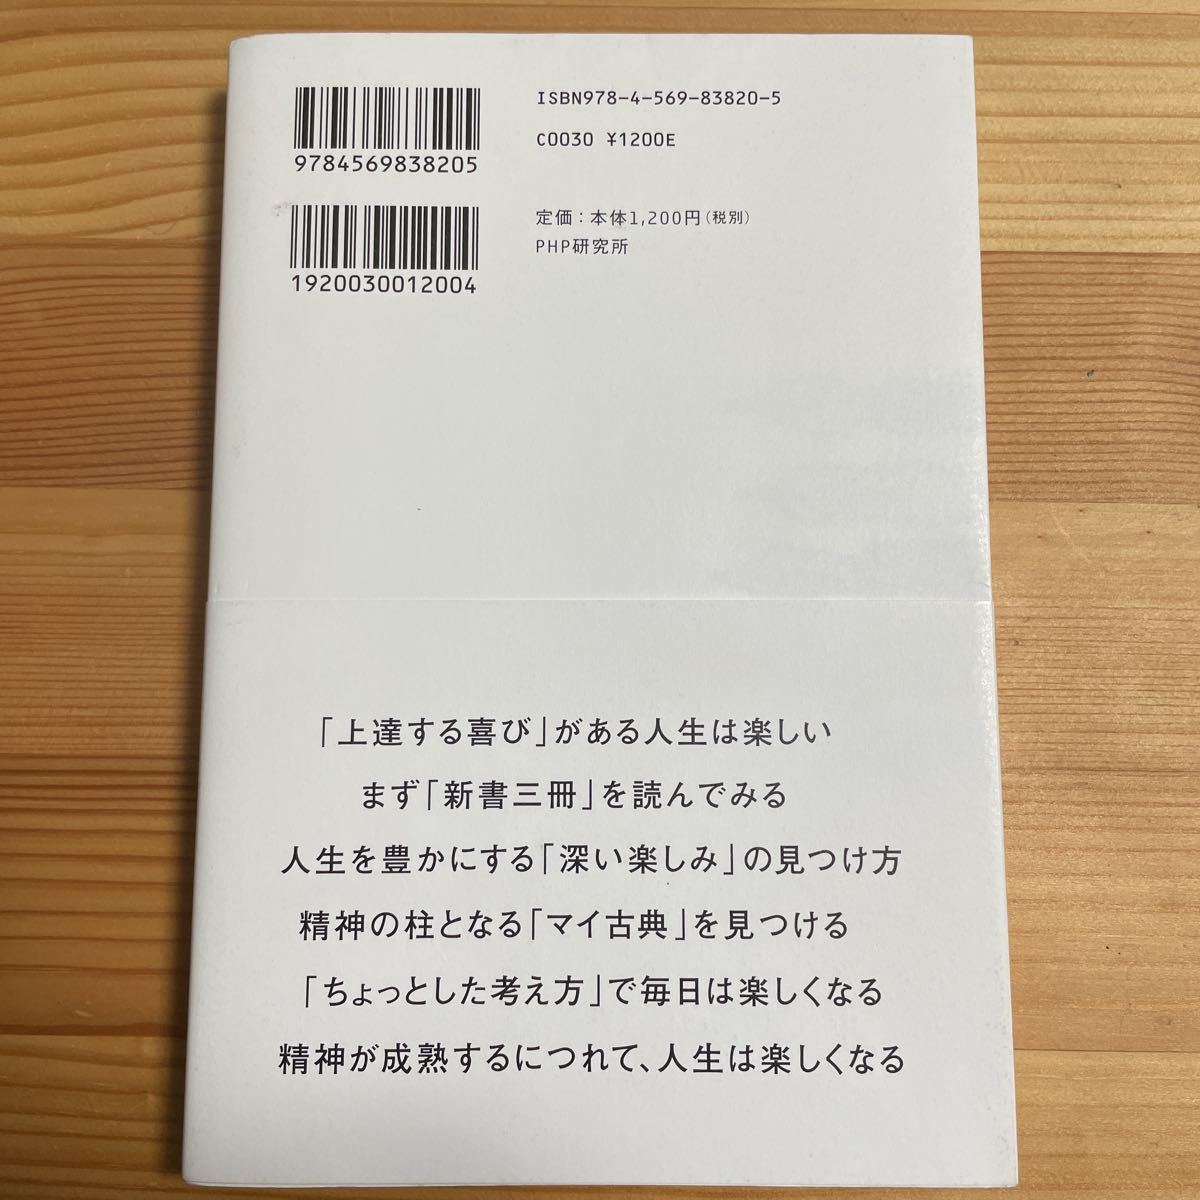 9784569838205
1920030012004
ISBN978-4-569-83820-5
C0030 ¥1200E
定価：本体1,200円（税別）
PHP研究所
「上達する喜び」がある人生は楽しい
まず「新書三冊」を読んでみる
人生を豊かにする「深い楽しみ」の見つけ方
精神の柱となる「マイ古典」を見つける
「ちょっとした考え方」で毎日は楽しくなる
精神が成熟するにつれて、人生は楽しくなる